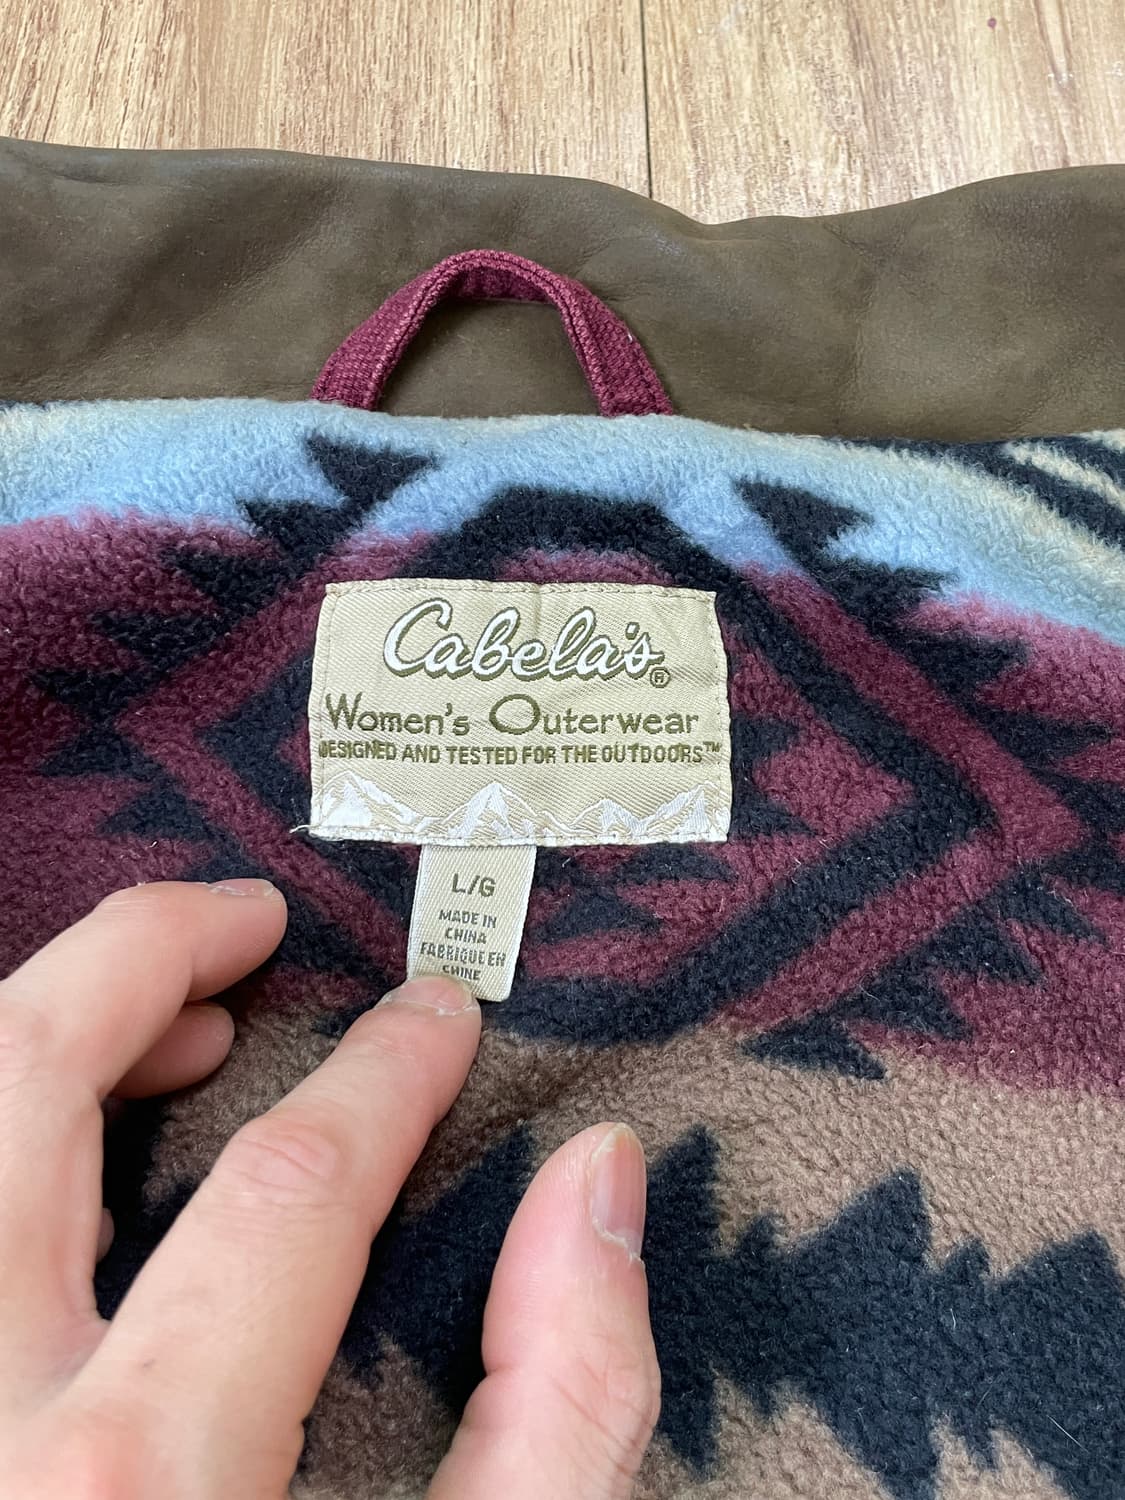 Cabela's®
Women's Outerwear
DESIGNED AND TESTED FOR THE OUTDOORS™
L/G
MADE IN
CHINA
FABRIQUE EN
CHINE